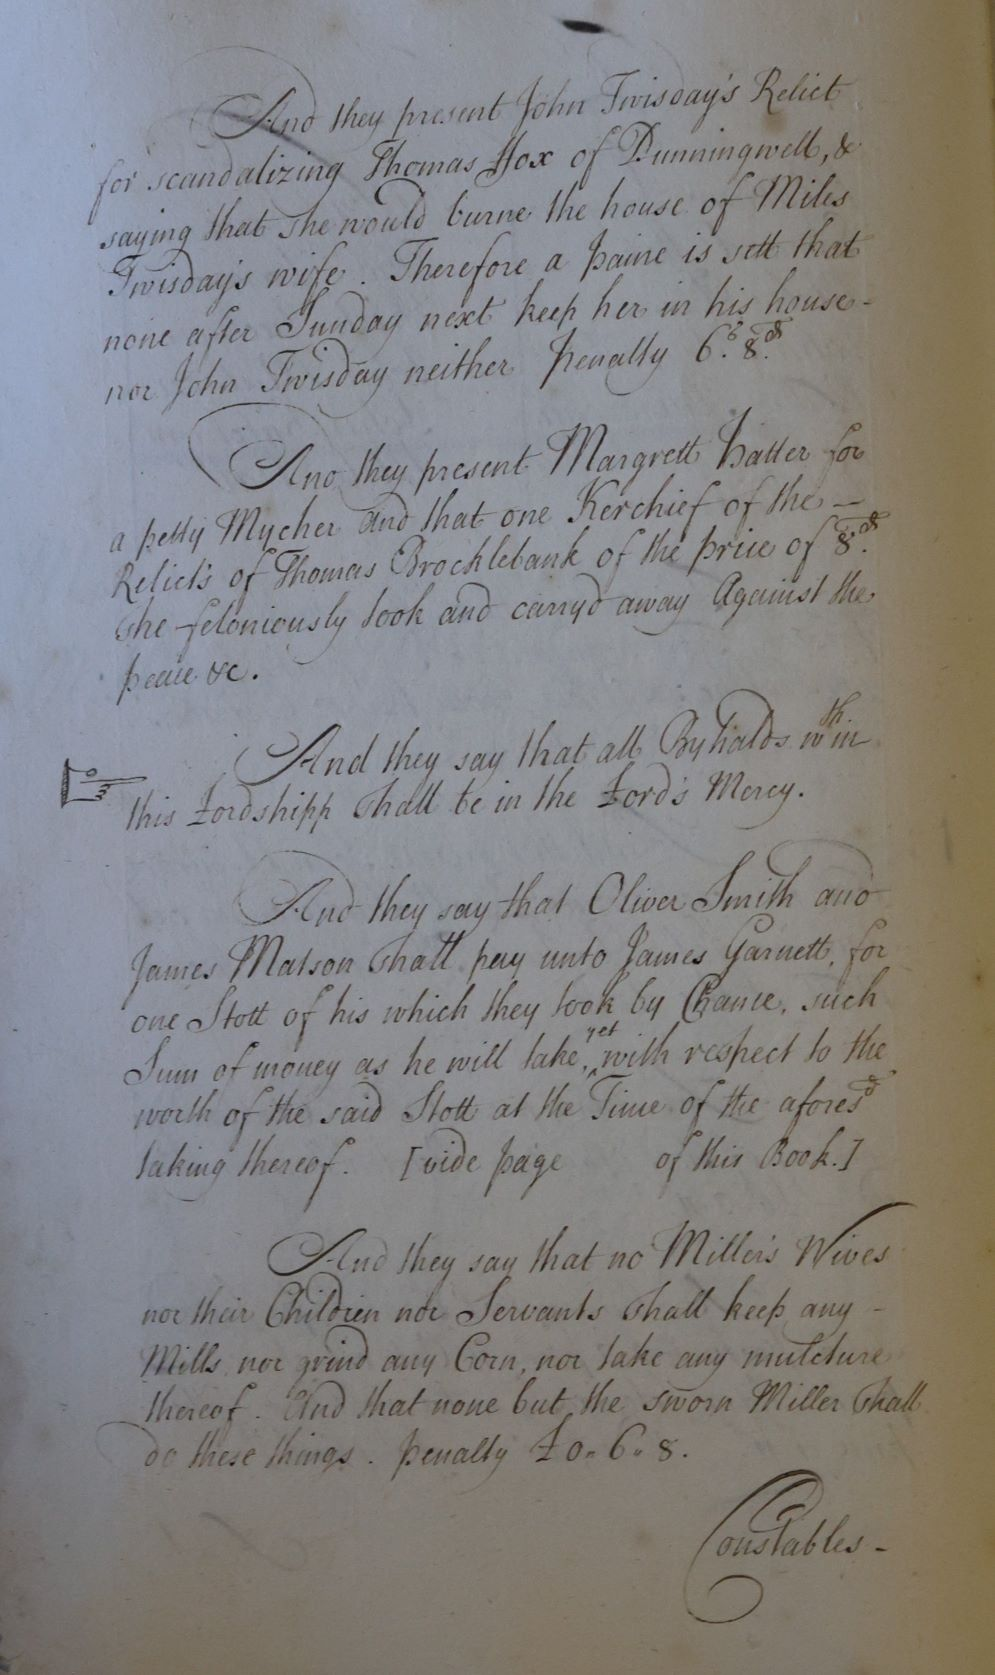 And they present John Twisday's Relict
for scandalizing Thomas Fox of Dunningwell, &
saying that she would burne the house of Miles
Twisday's wife. Therefore a paine is sett that
none after Sunday next keep her in his house -
nor John Twisday neither penalty 6.s 8.d
And they present Margrett Hatter for
a petty Mycher and that one Kerchief of the -
Relict's of Thomas Brocklebank of the price of 8.d
she feloniously took and carry'd away Against the
peace &c.
And they say that all Byhalds wthin
this Lordshipp shall be in the Lord's Mercy.
And they say that Oliver Smith and
James Matson shall pay unto James Garnett, for
one Stott of his which they took by Chance, such
Sum of money as he will take, yet with respect to the
worth of the said Stott at the Time of the aforesd
taking thereof. [vide page of this Book.]
And they say that no Miller's Wives
nor their Children nor Servants shall keep any -
Mills, nor grind any Corn, nor take any mulcture
thereof. And that none but the sworn Miller shall
do these things. penalty £0„6„8.
Constables -